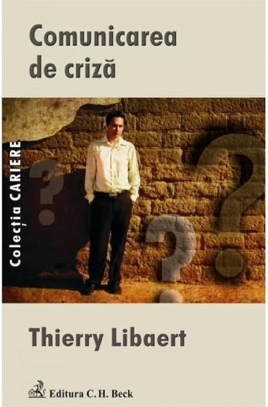 Comunicarea
de criză
Colecția CARIERE
?
?
?
Thierry Libaert
Editura C. H. Beck